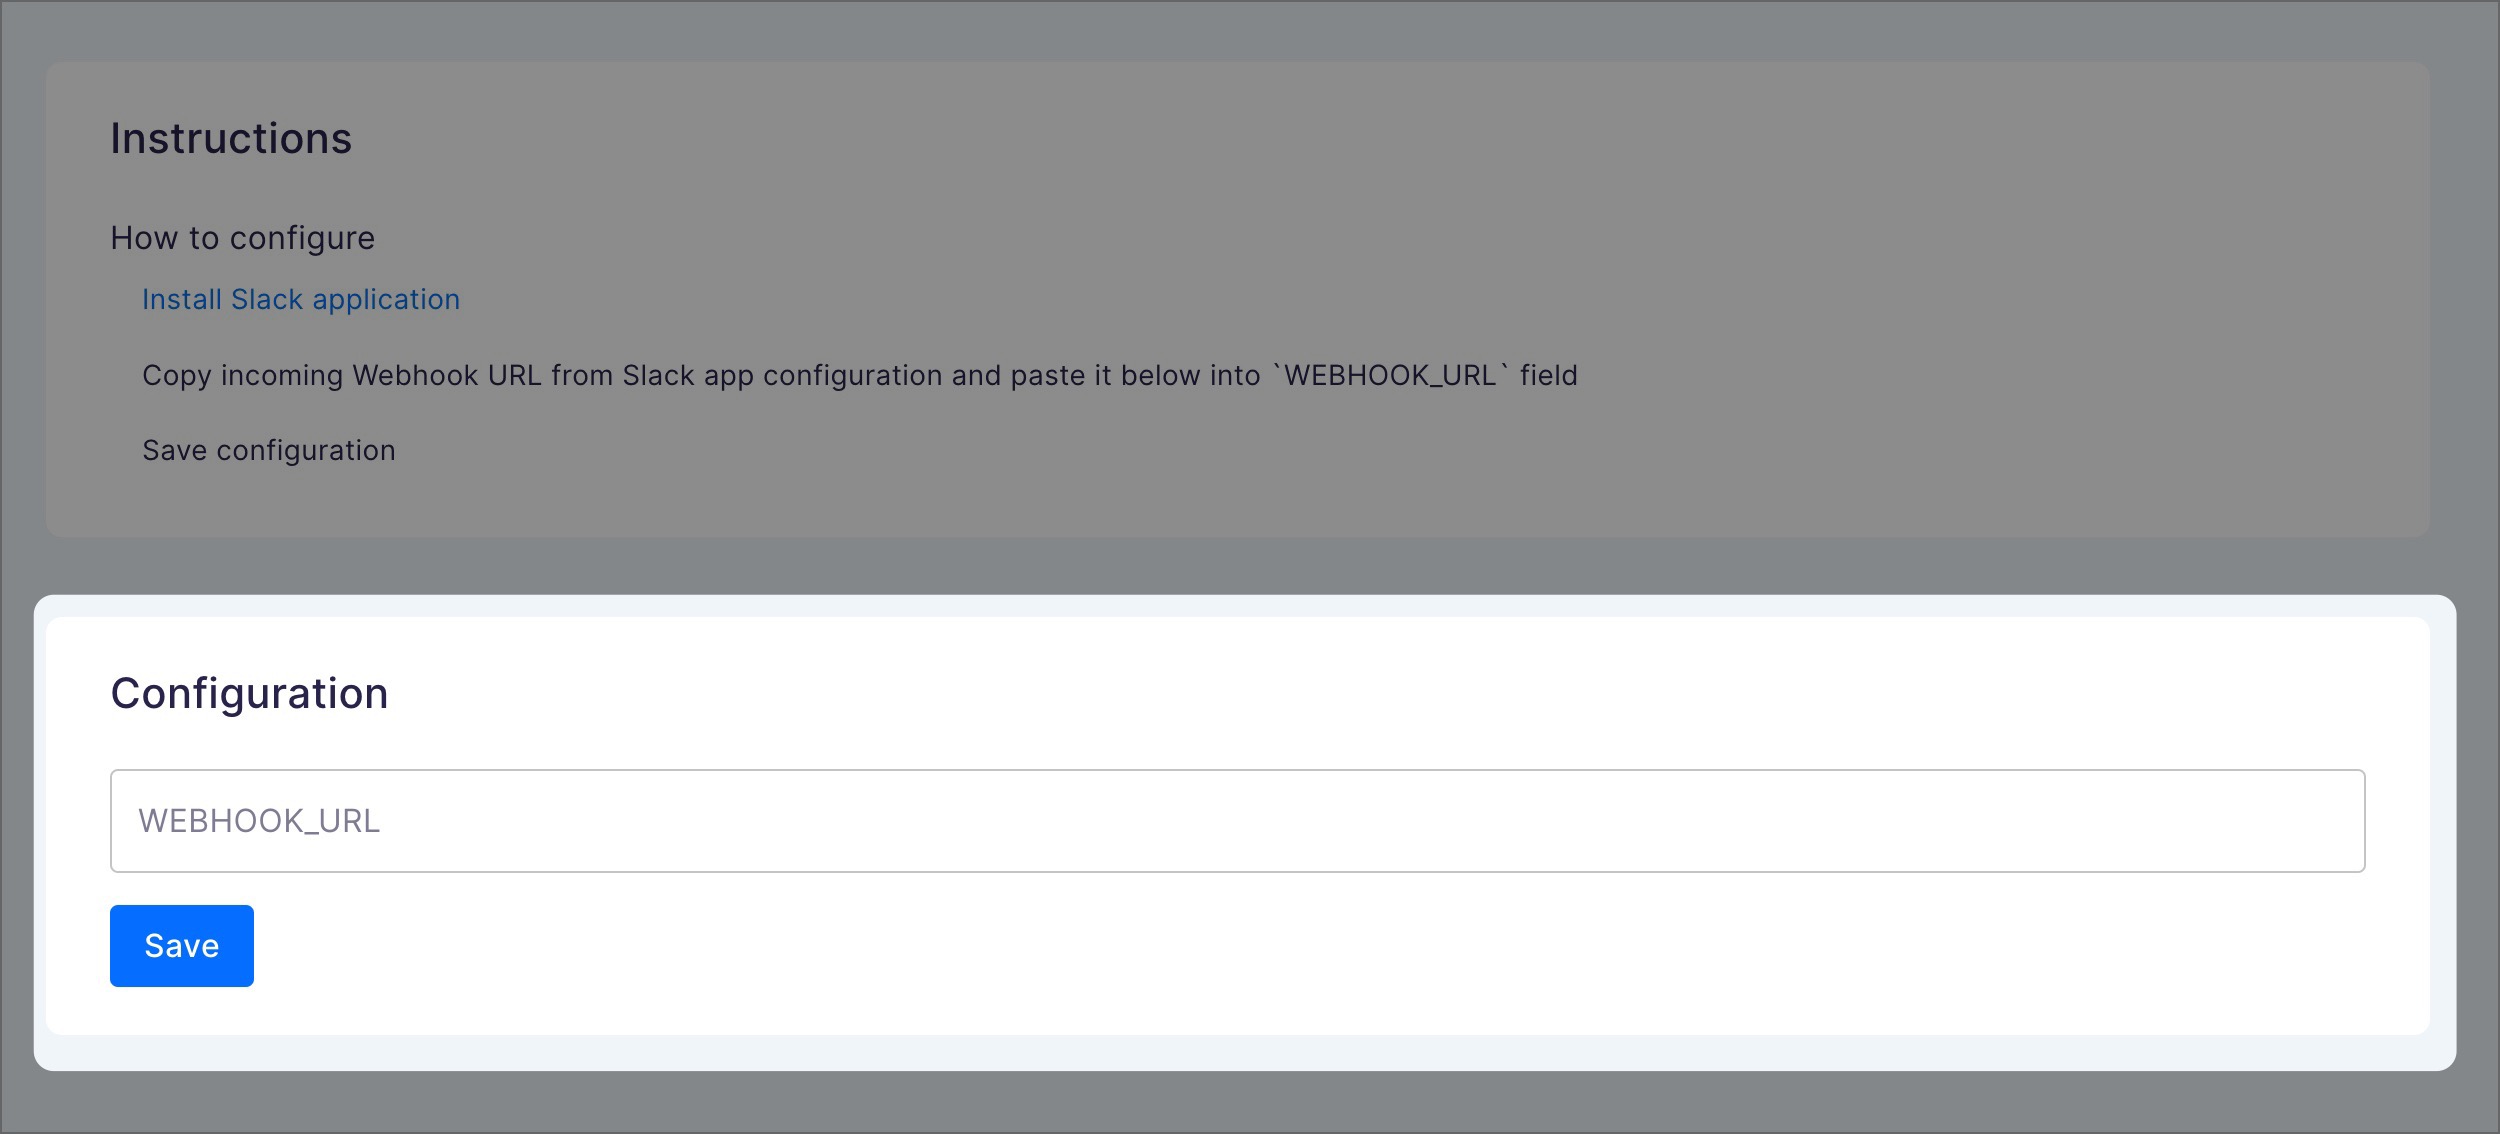 Instructions
How to configure
Install Slack application
Copy incoming Webhook URL from Slack app configuration and paste it below into `WEBHOOK_URL` field
Save configuration
Configuration
WEBHOOK_URL
Save